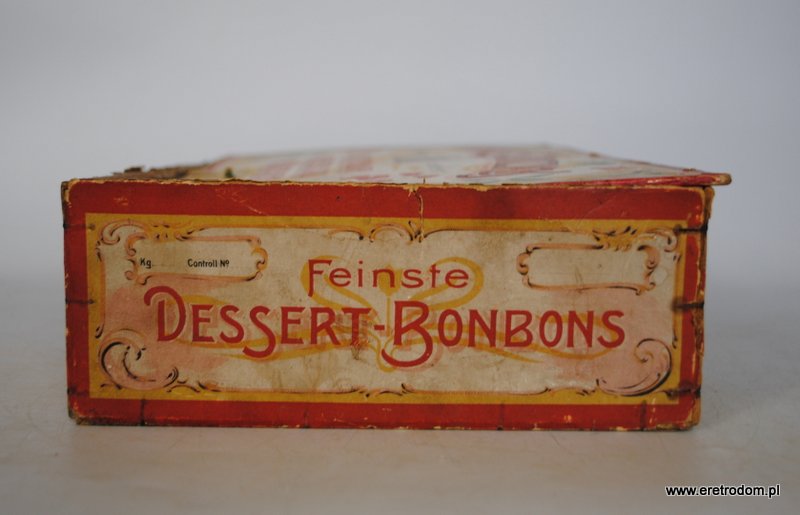 Kg. Controll No
Feinste
DESSERT-BONBONS
www.eretrodom.pl